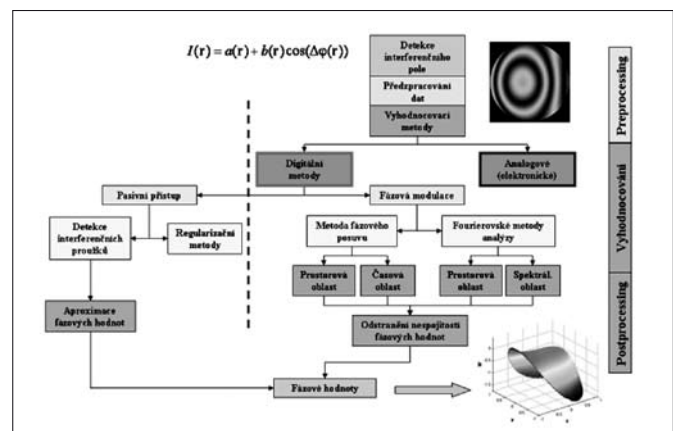 I(r) = a(r) + b(r)cos(Δφ(r))
Detekce
interferenčního
pole
Předzpracování
dat
Vyhodnocovací
metody
Digitální
metody
Analogové
(elektronické)
Pasivní přístup
Fázová modulace
Detekce
interferenčních
proužků
Regularizační
metody
Metoda fázového
posuvu
Fourierovské metody
analýzy
Prostorová
oblast
Časová
oblast
Prostorová
oblast
Spektrál.
oblast
Aproximace
fázových hodnot
Odstranění nespojitostí
fázových hodnot
Fázové hodnoty
Preprocessing
Vyhodnocování
Postprocessing